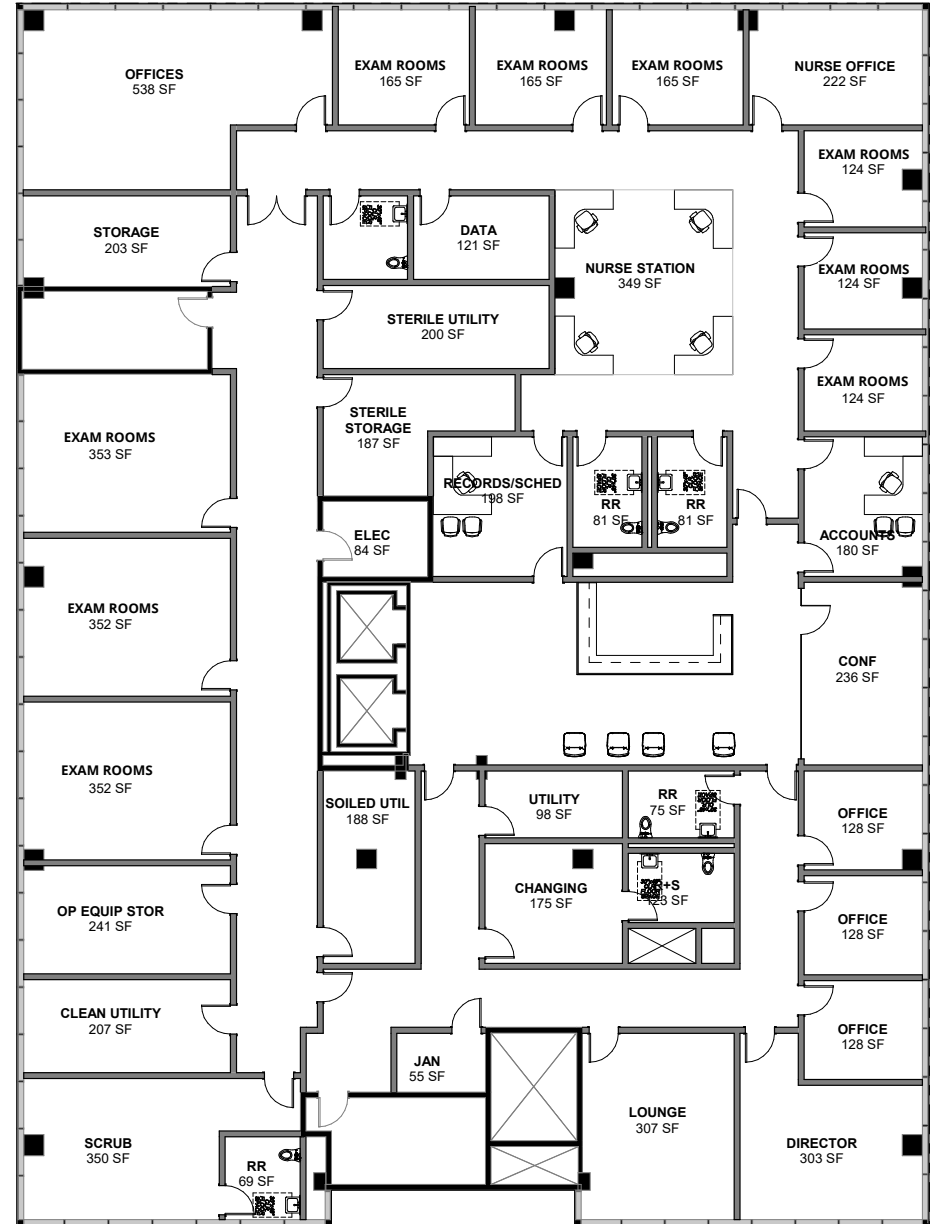 OFFICES
538 SF
EXAM ROOMS
165 SF
EXAM ROOMS
165 SF
EXAM ROOMS
165 SF
NURSE OFFICE
222 SF
EXAM ROOMS
124 SF
STORAGE
203 SF
DATA
121 SF
NURSE STATION
349 SF
EXAM ROOMS
124 SF
STERILE UTILITY
200 SF
EXAM ROOMS
124 SF
EXAM ROOMS
353 SF
STERILE
STORAGE
187 SF
RECORDS/SCHED
198 SF
RR
81 SF
RR
81 SF
ELEC
84 SF
ACCOUNTS
180 SF
EXAM ROOMS
352 SF
CONF
236 SF
EXAM ROOMS
352 SF
SOILED UTIL
188 SF
UTILITY
98 SF
RR
75 SF
OFFICE
128 SF
OP EQUIP STOR
241 SF
CHANGING
175 SF
123 SF
OFFICE
128 SF
CLEAN UTILITY
207 SF
OFFICE
128 SF
JAN
55 SF
LOUNGE
307 SF
SCRUB
350 SF
RR
69 SF
DIRECTOR
303 SF